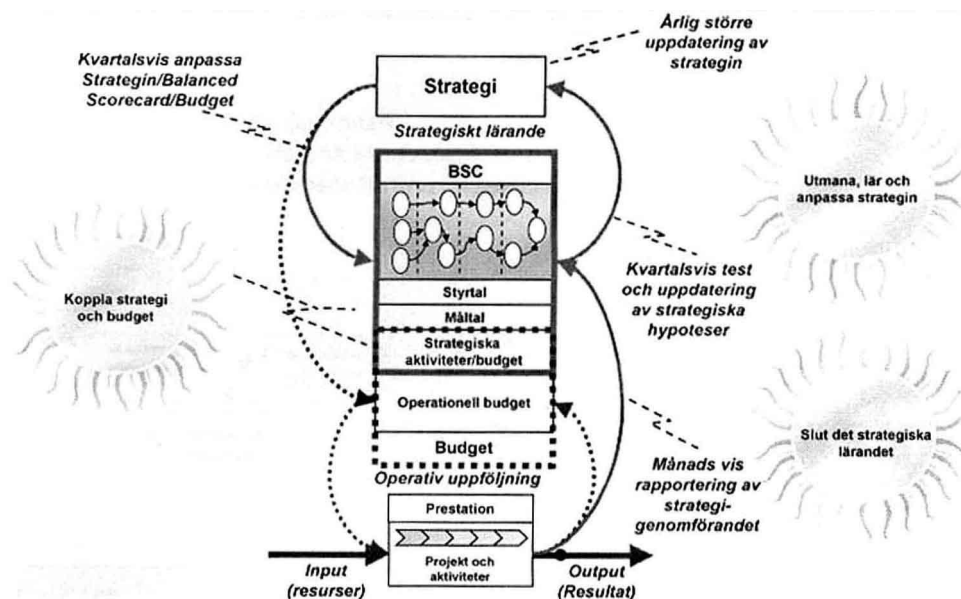 Årlig större
uppdatering av
strategin
Kvartalsvis anpassa
Strategin/Balanced
Scorecard/Budget
Strategi
Strategiskt lärande
BSC
Utmana, lär och
anpassa strategin
Koppla strategi
och budget
Kvartalsvis test
och uppdatering
av strategiska
hypoteser
Styrtal
Måltal
Strategiska
aktiviteter/budget
Operationell budget
Budget
Operativ uppföljning
Slut det strategiska
lärandet
Månads vis
rapportering av
strategi-
genomförandet
Prestation
Projekt och
aktiviteter
Input
(resurser)
Output
(Resultat)